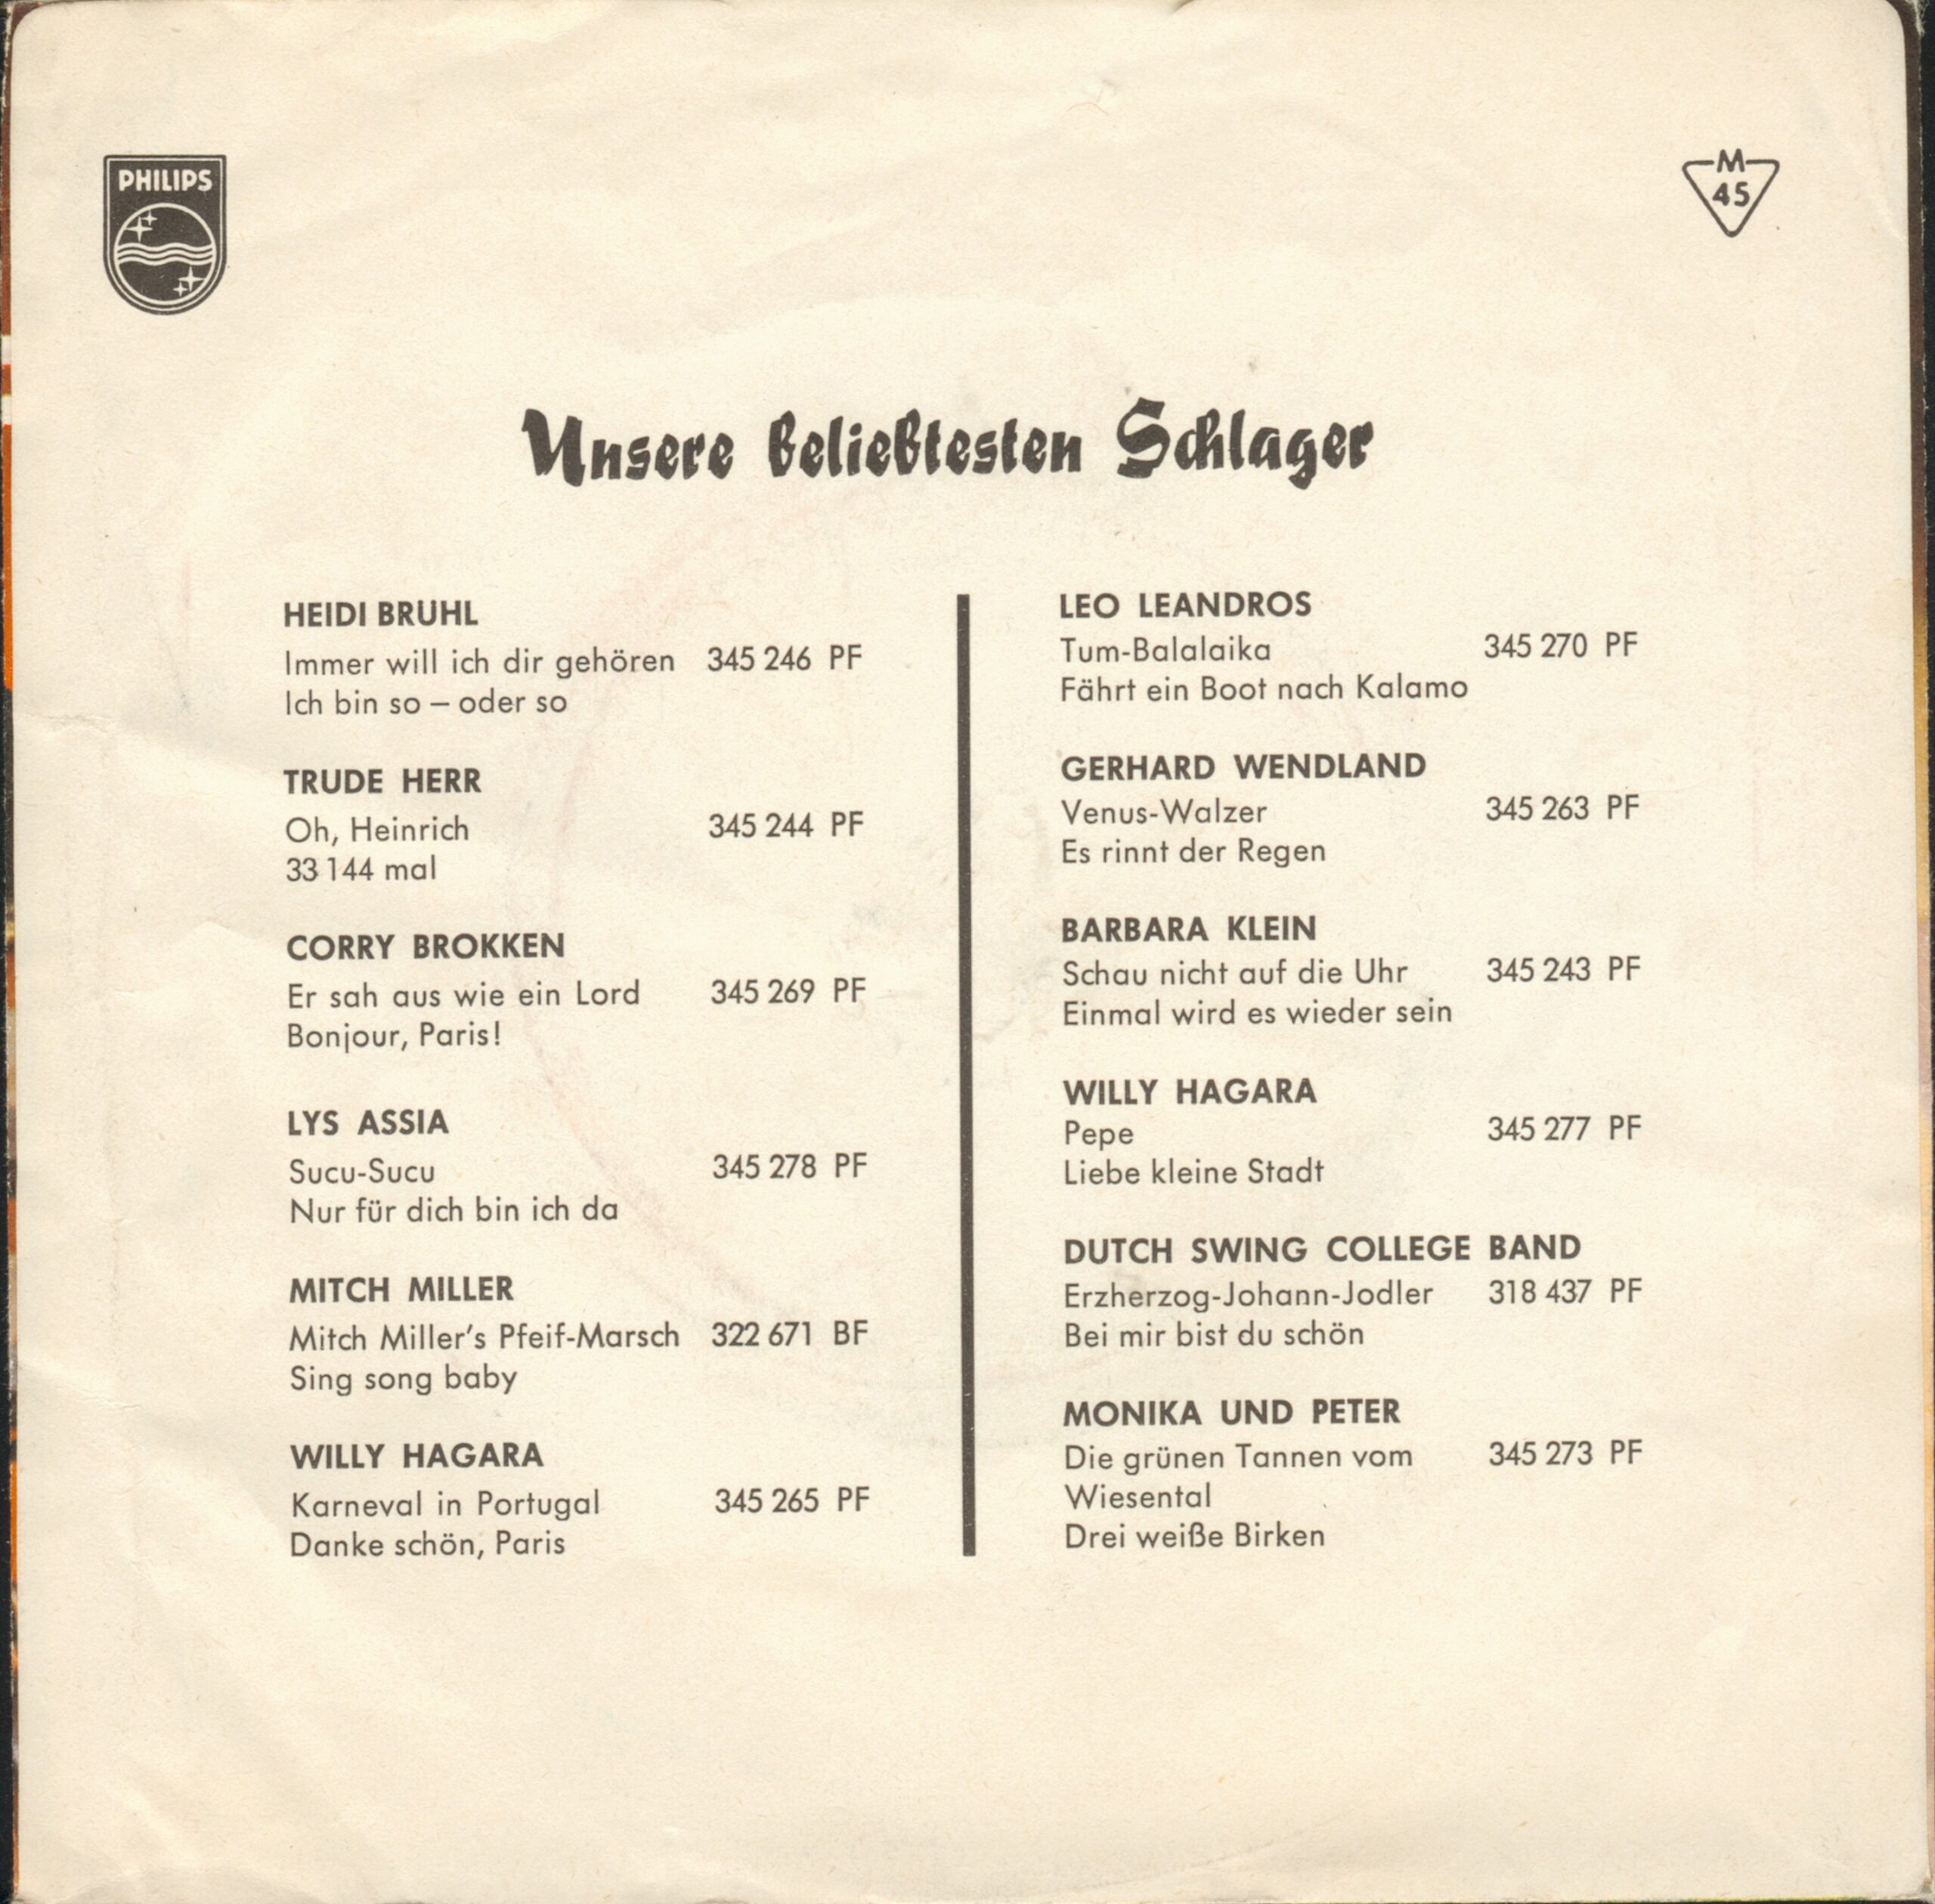 PHILIPS
M
45
Unsere beliebtesten Schlager
HEIDI BRÜHL
Immer will ich dir gehören 345 246 PF
Ich bin so – oder so
TRUDE HERR
Oh, Heinrich 345 244 PF
33 144 mal
CORRY BROKKEN
Er sah aus wie ein Lord 345 269 PF
Bonjour, Paris!
LYS ASSIA
Sucu-Sucu 345 278 PF
Nur für dich bin ich da
MITCH MILLER
Mitch Miller's Pfeif-Marsch 322 671 BF
Sing song baby
WILLY HAGARA
Karneval in Portugal 345 265 PF
Danke schön, Paris
LEO LEANDROS
Tum-Balalaika 345 270 PF
Fährt ein Boot nach Kalamo
GERHARD WENDLAND
Venus-Walzer 345 263 PF
Es rinnt der Regen
BARBARA KLEIN
Schau nicht auf die Uhr 345 243 PF
Einmal wird es wieder sein
WILLY HAGARA
Pepe 345 277 PF
Liebe kleine Stadt
DUTCH SWING COLLEGE BAND
Erzherzog-Johann-Jodler 318 437 PF
Bei mir bist du schön
MONIKA UND PETER
Die grünen Tannen vom 345 273 PF
Wiesental
Drei weiße Birken